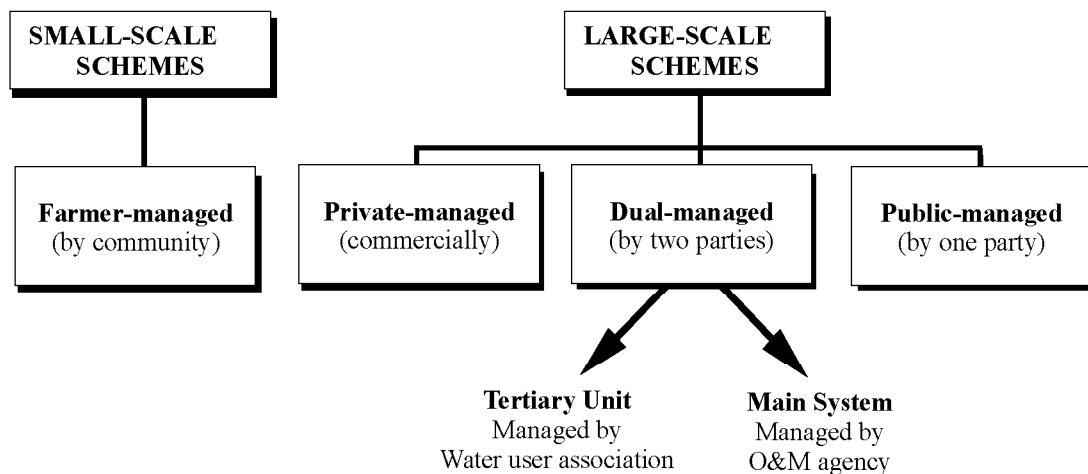 SMALL-SCALE
SCHEMES
LARGE-SCALE
SCHEMES
Farmer-managed
(by community)
Private-managed
(commercially)
Dual-managed
(by two parties)
Public-managed
(by one party)
Tertiary Unit
Managed by
Water user association
Main System
Managed by
O&M agency